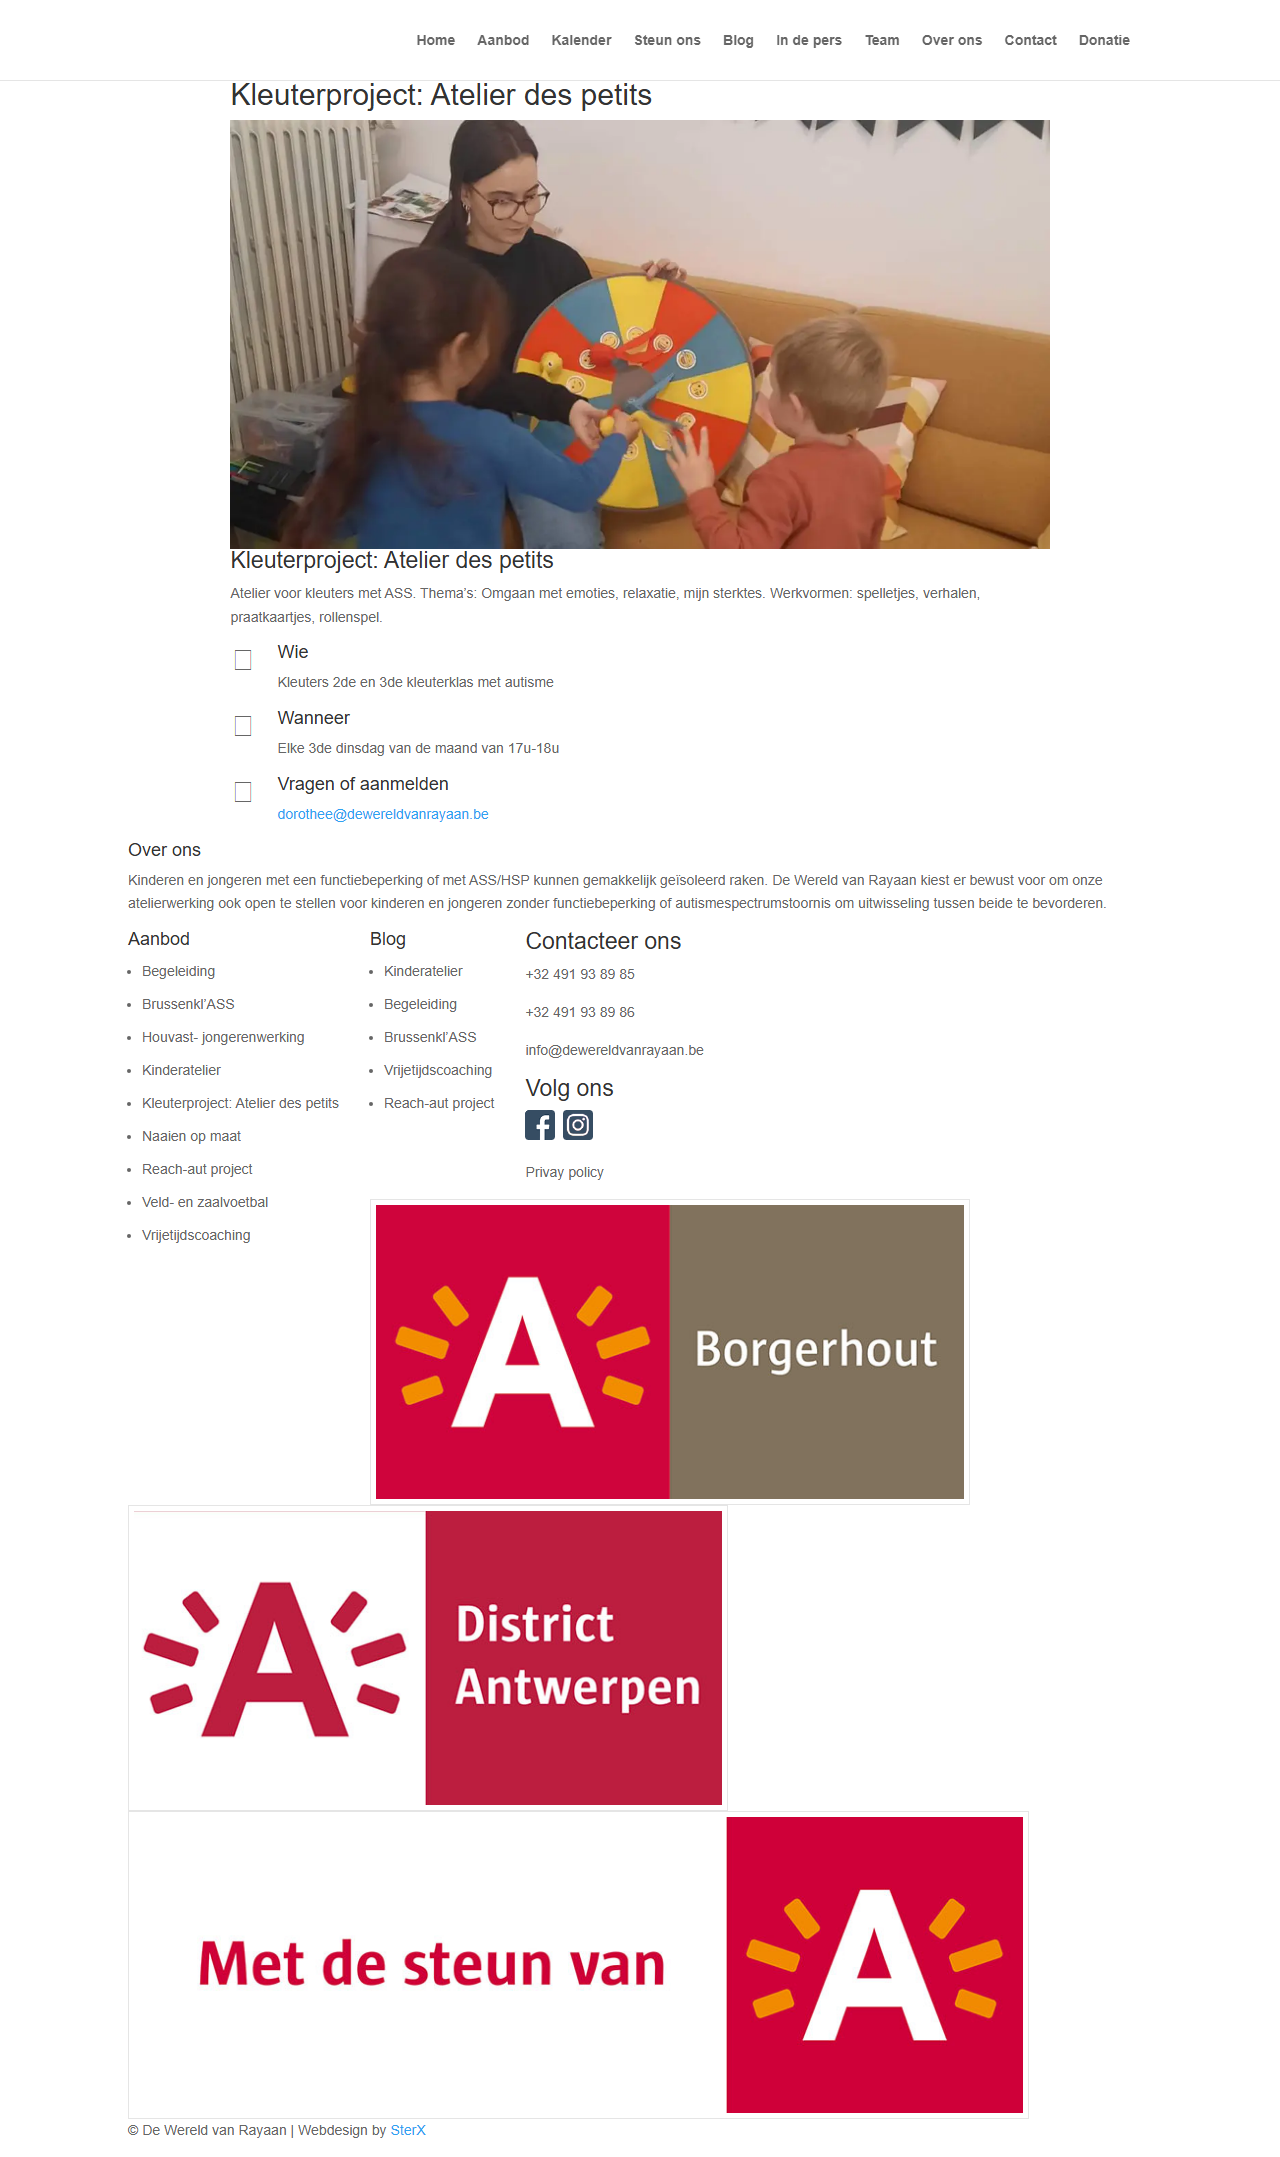 Home Aanbod Kalender Steun ons Blog In de pers Team Over ons Contact Donatie
Kleuterproject: Atelier des petits
Kleuterproject: Atelier des petits
Atelier voor kleuters met ASS. Thema’s: Omgaan met emoties, relaxatie, mijn sterktes. Werkvormen: spelletjes, verhalen,
praatkaartjes, rollenspel.
Wie
Kleuters 2de en 3de kleuterklas met autisme
Wanneer
Elke 3de dinsdag van de maand van 17u-18u
Vragen of aanmelden
dorothee@dewereldvanrayaan.be
Over ons
Kinderen en jongeren met een functiebeperking of met ASS/HSP kunnen gemakkelijk geïsoleerd raken. De Wereld van Rayaan kiest er bewust voor om onze
atelierwerking ook open te stellen voor kinderen en jongeren zonder functiebeperking of autismespectrumstoornis om uitwisseling tussen beide te bevorderen.
Aanbod
Begeleiding
Brussenkl’ASS
Houvast- jongerenwerking
Kinderatelier
Kleuterproject: Atelier des petits
Naaien op maat
Reach-aut project
Veld- en zaalvoetbal
Vrijetijdscoaching
Blog
Kinderatelier
Begeleiding
Brussenkl’ASS
Vrijetijdscoaching
Reach-aut project
Contacteer ons
+32 491 93 89 85
+32 491 93 89 86
info@dewereldvanrayaan.be
Volg ons
Privay policy
A Borgerhout
A District
Antwerpen
Met de steun van A
© De Wereld van Rayaan | Webdesign by SterX